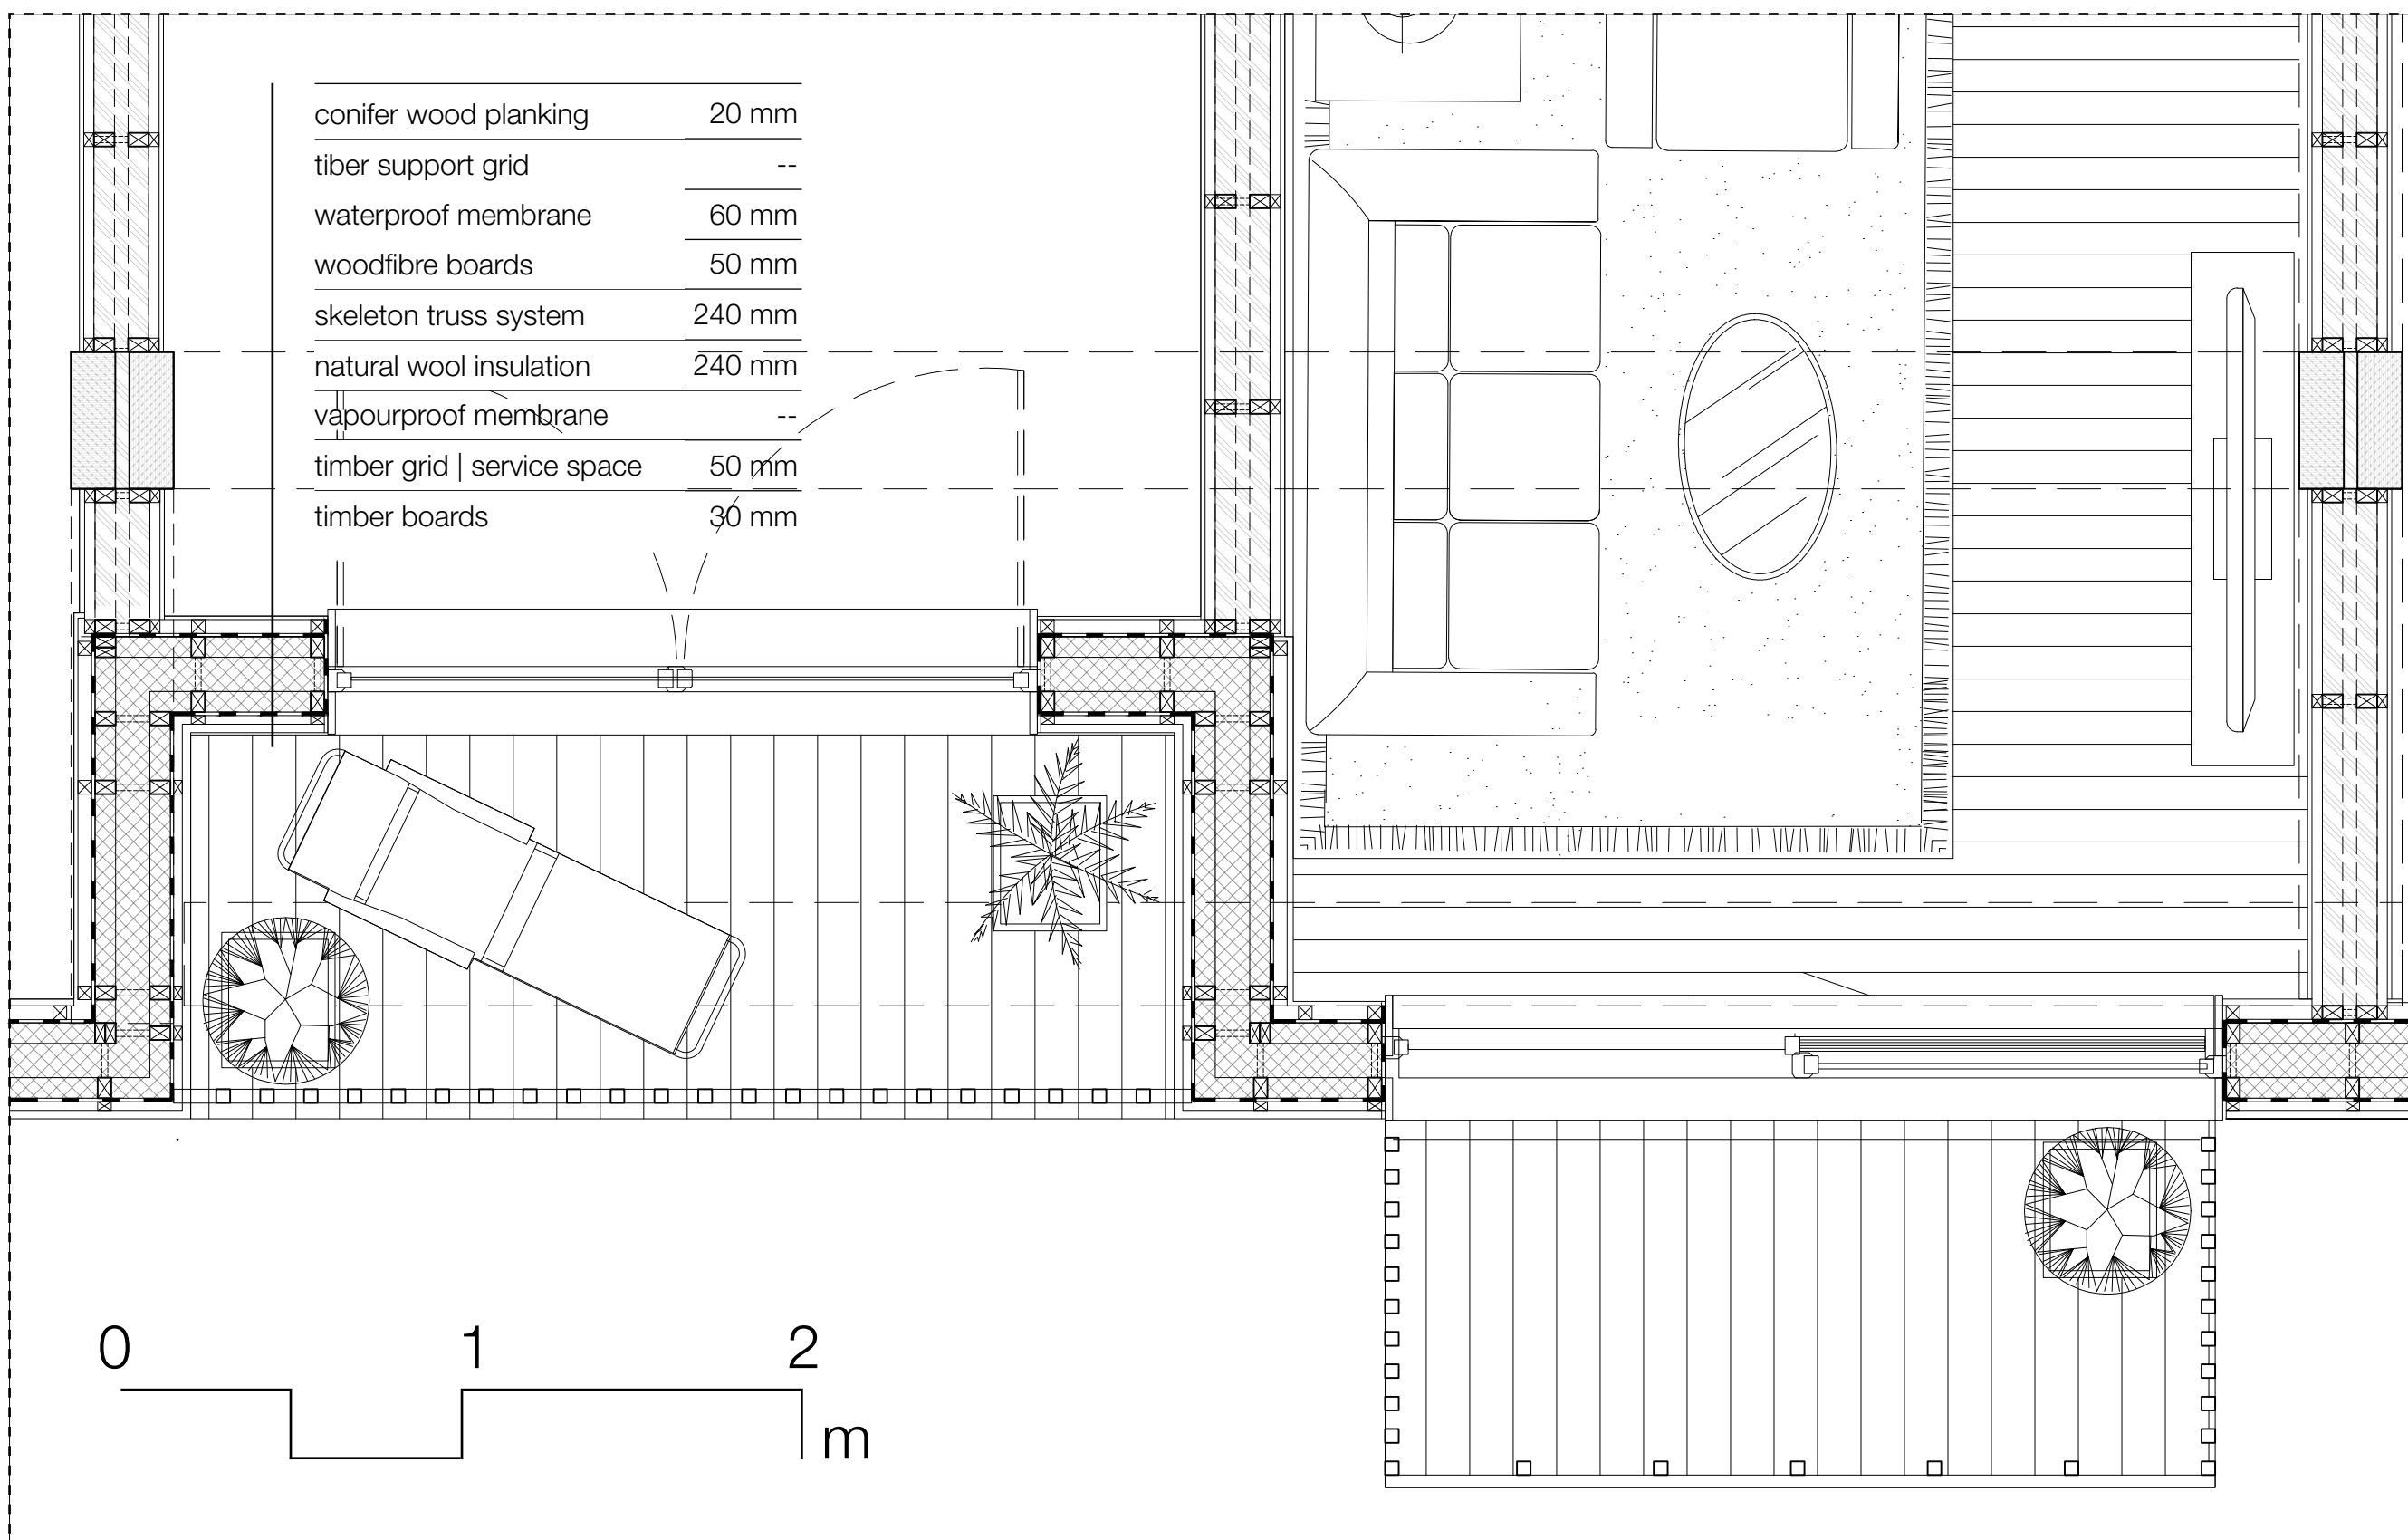 conifer wood planking 20 mm
tiber support grid --
waterproof membrane 60 mm
woodfibre boards 50 mm
skeleton truss system 240 mm
natural wool insulation 240 mm
vapourproof membrane --
timber grid | service space 50 mm
timber boards 30 mm
0 1 2
m